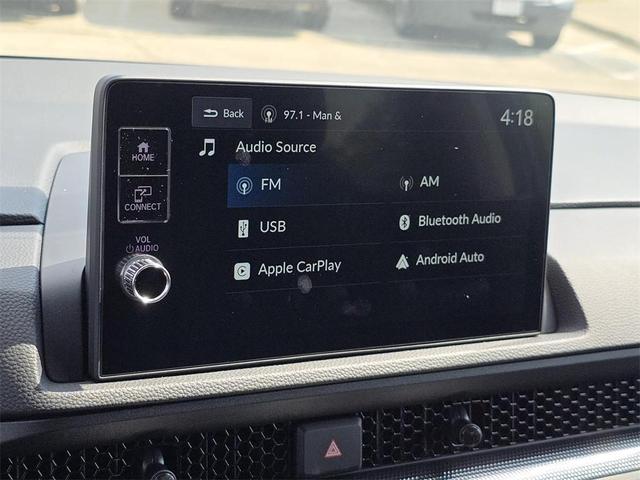 Back 97.1 - Man & 4:18
HOME
CONNECT
VOL
AUDIO
Audio Source
FM AM
USB Bluetooth Audio
Apple CarPlay Android Auto